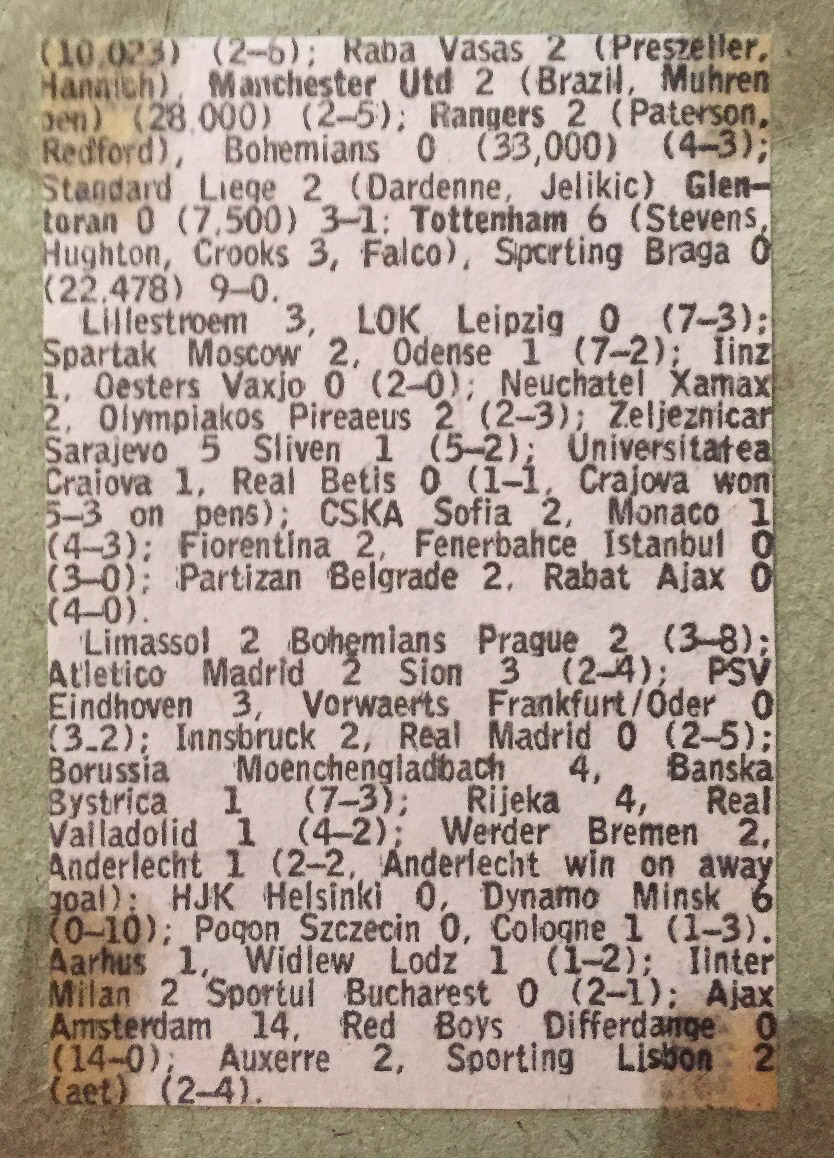 (10,023) (2–6); Raba Vasas 2 (Preszeller,
Hannich), Manchester Utd 2 (Brazil, Muhren
pen) (28,000) (2–5); Rangers 2 (Paterson,
Redford), Bohemians 0 (33,000) (4–3);
Standard Liege 2 (Dardenne, Jelikic) Glen-
toran 0 (7,500) 3–1; Tottenham 6 (Stevens,
Hughton, Crooks 3, Falco), Sporting Braga 0
(22,478) 9–0.
Lillestroem 3, LOK Leipzig 0 (7–3);
Spartak Moscow 2, Odense 1 (7–2); Iinz
1, Oesters Vaxjo 0 (2–0); Neuchatel Xamax
2, Olympiakos Pireaeus 2 (2–3); Zeljeznicar
Sarajevo 5 Sliven 1 (5–2); Universitatea
Craiova 1, Real Betis 0 (1–1, Crajova won
5–3 on pens); CSKA Sofia 2, Monaco 1
(4–3); Fiorentina 2, Fenerbahce Istanbul 0
(3–0); Partizan Belgrade 2, Rabat Ajax 0
(4–0).
Limassol 2 Bohemians Prague 2 (3–8);
Atletico Madrid 2 Sion 3 (2–4); PSV
Eindhoven 3, Vorwaerts Frankfurt/Oder 0
(3-2); Innsbruck 2, Real Madrid 0 (2–5);
Borussia Moenchengladbach 4, Banska
Bystrica 1 (7–3); Rijeka 4, Real
Valladolid 1 (4–2); Werder Bremen 2,
Anderlecht 1 (2–2, Anderlecht win on away
goal); HJK Helsinki 0, Dynamo Minsk 6
(0–10); Pogon Szczecin 0, Cologne 1 (1–3).
Aarhus 1, Widlew Lodz 1 (1–2); Iinter
Milan 2 Sportul Bucharest 0 (2–1); Ajax
Amsterdam 14, Red Boys Differdange 0
(14–0); Auxerre 2, Sporting Lisbon 2
(aet) (2–4).